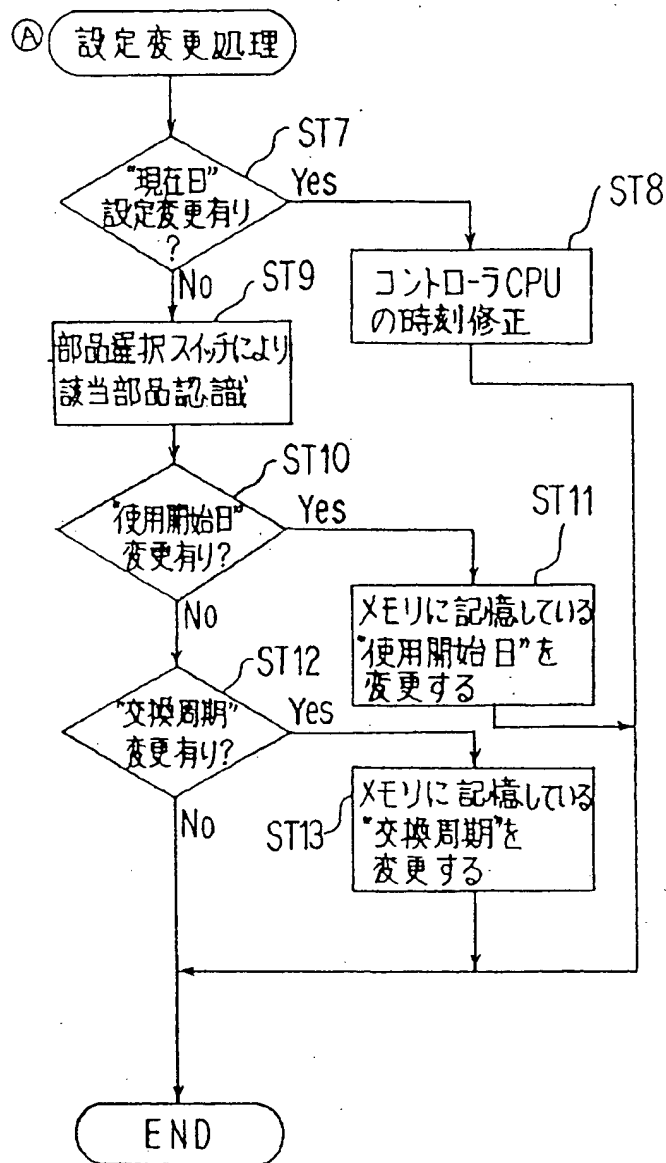 Ⓐ 設定変更処理
ST7
"現在日"
設定変更有り
?
Yes
ST8
コントローラCPU
の時刻修正
No
ST9
部品選択スイッチにより
該当部品認識
ST10
"使用開始日"
変更有り?
Yes
ST11
メモリに記憶している
"使用開始日"を
変更する
No
ST12
"交換周期"
変更有り?
Yes
ST13
メモリに記憶している
"交換周期"を
変更する
No
END